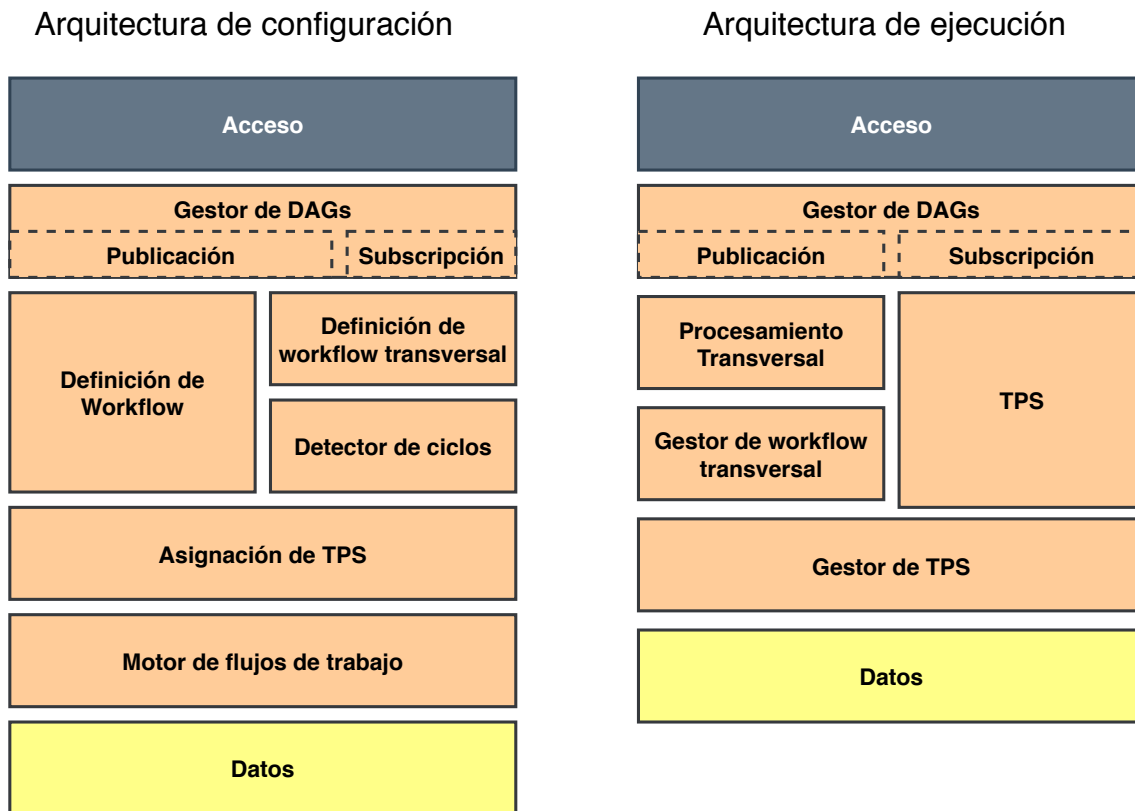 Arquitectura de configuración
Acceso
Gestor de DAGs
Publicación
Subscripción
Definición de
Workflow
Definición de
workflow transversal
Detector de ciclos
Asignación de TPS
Motor de flujos de trabajo
Datos
Arquitectura de ejecución
Acceso
Gestor de DAGs
Publicación
Subscripción
Procesamiento
Transversal
Gestor de workflow
transversal
TPS
Gestor de TPS
Datos